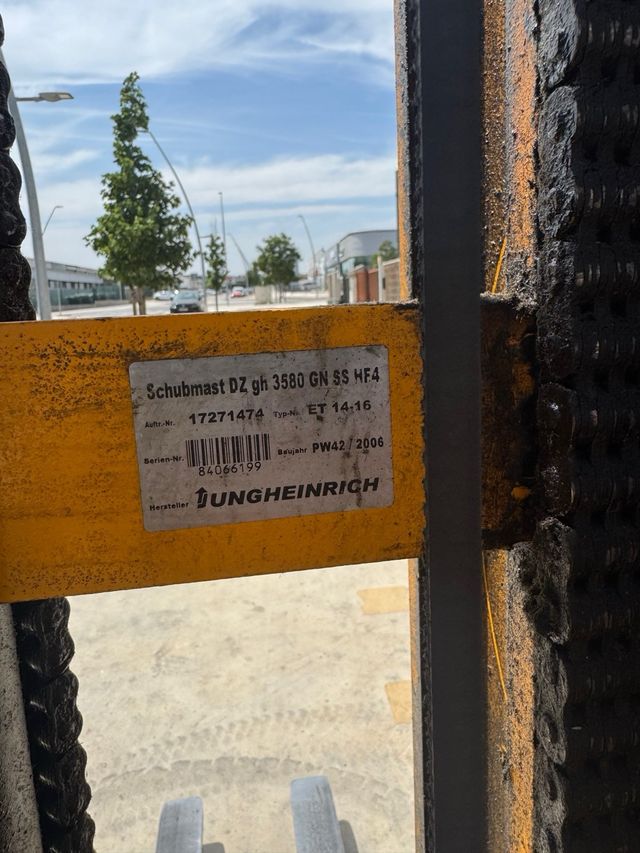 Schubmast DZ gh 3580 GN SS HF4
Auftr.-Nr. 17271474 Typ-Nr. ET 14-16
Serien-Nr. 84066199 Baujahr PW42 / 2006
Hersteller JUNGHEINRICH